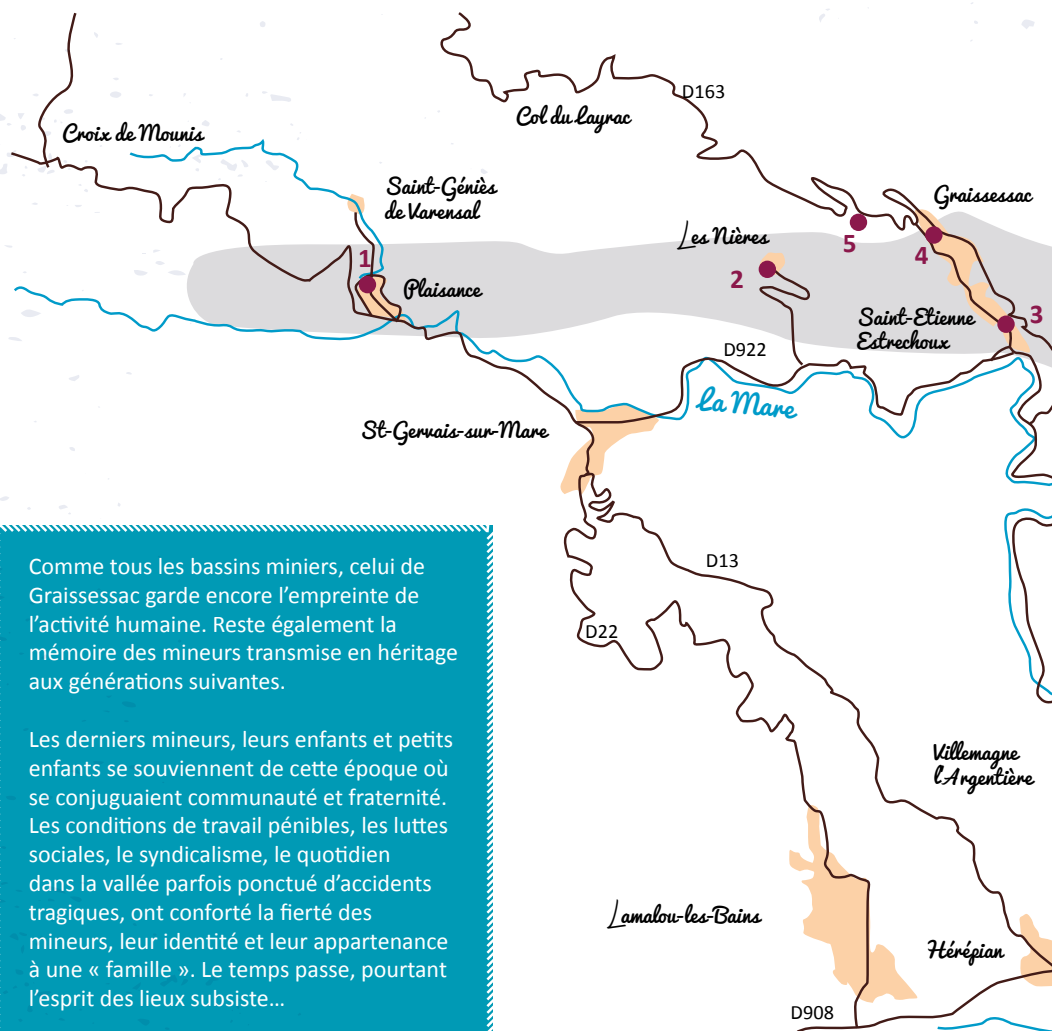 D163
Col du Layrac
Croix de Mounis
Saint-Géniès
de Varensal
Graissessac
Les Nières
5
4
1
2
Plaisance
3
Saint-Etienne
Estrechoux
D922
La Mare
St-Gervais-sur-Mare
D13
D22
Comme tous les bassins miniers, celui de
Graissessac garde encore l’empreinte de
l’activité humaine. Reste également la
mémoire des mineurs transmise en héritage
aux générations suivantes.
Les derniers mineurs, leurs enfants et petits
enfants se souviennent de cette époque où
se conjuguaient communauté et fraternité.
Les conditions de travail pénibles, les luttes
sociales, le syndicalisme, le quotidien
dans la vallée parfois ponctué d’accidents
tragiques, ont conforté la fierté des
mineurs, leur identité et leur appartenance
à une « famille ». Le temps passe, pourtant
l’esprit des lieux subsiste…
Villemagne
l’Argentière
Lamalou-les-Bains
Hérépian
D908